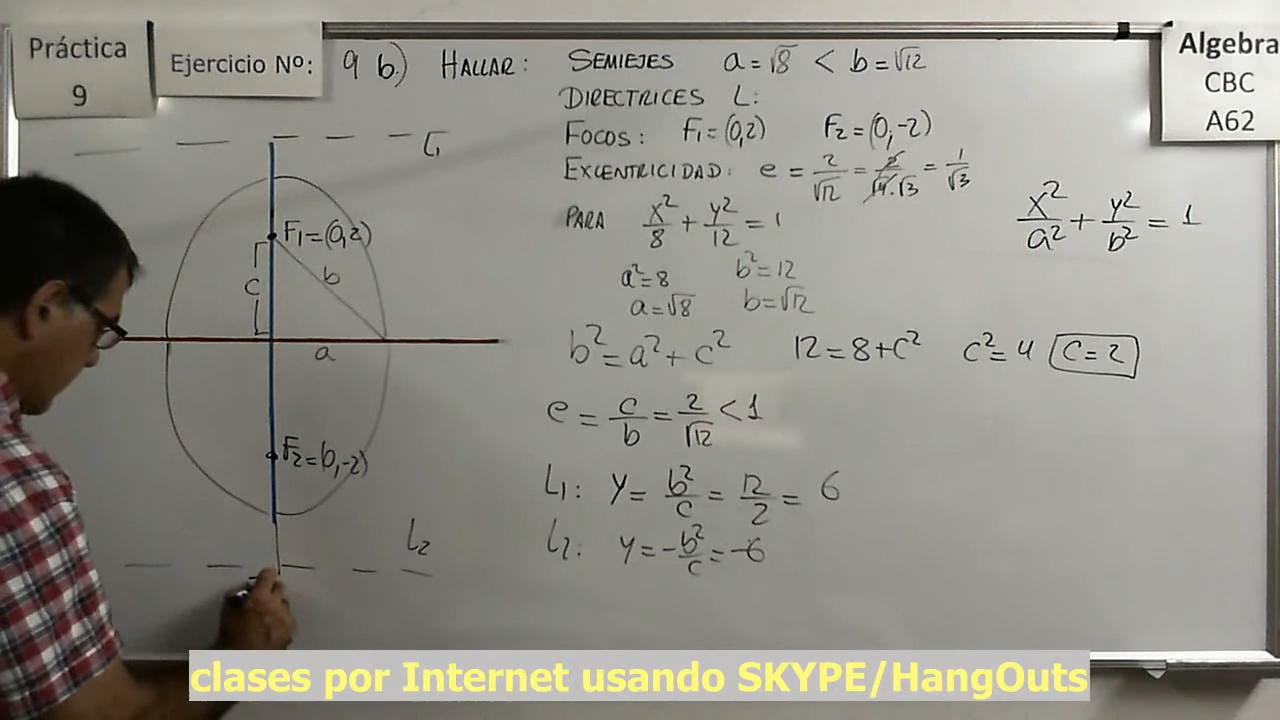 Práctica
9
Ejercicio Nº: 9 b.) HALLAR: SEMIEJES a = √8 < b = √12
DIRECTRICES L:
FOCOS: F1 = (0,2) F2 = (0,-2)
EXCENTRICIDAD: e = 2/√12 = 2/√4·√3 = 1/√3
PARA x²/8 + y²/12 = 1
a² = 8 b² = 12
a = √8 b = √12
b² = a² + c² 12 = 8 + c² c² = 4 C = 2
e = c/b = 2/√12 < 1
L1: y = b²/c = 12/2 = 6
L2: y = -b²/c = -6
Algebra
CBC
A62
x²/a² + y²/b² = 1
L1
F1 = (0,2)
b
c
a
F2 = (0,-2)
L2
clases por Internet usando SKYPE/HangOuts